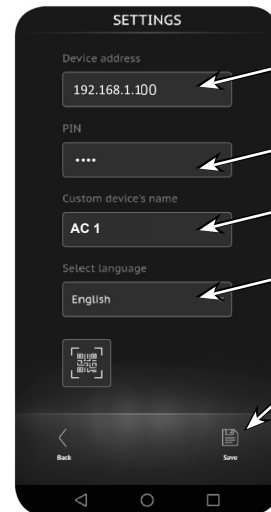 SETTINGS
Device address
192.168.1.100
PIN
••••
Custom device's name
AC 1
Select language
English
Back
Save